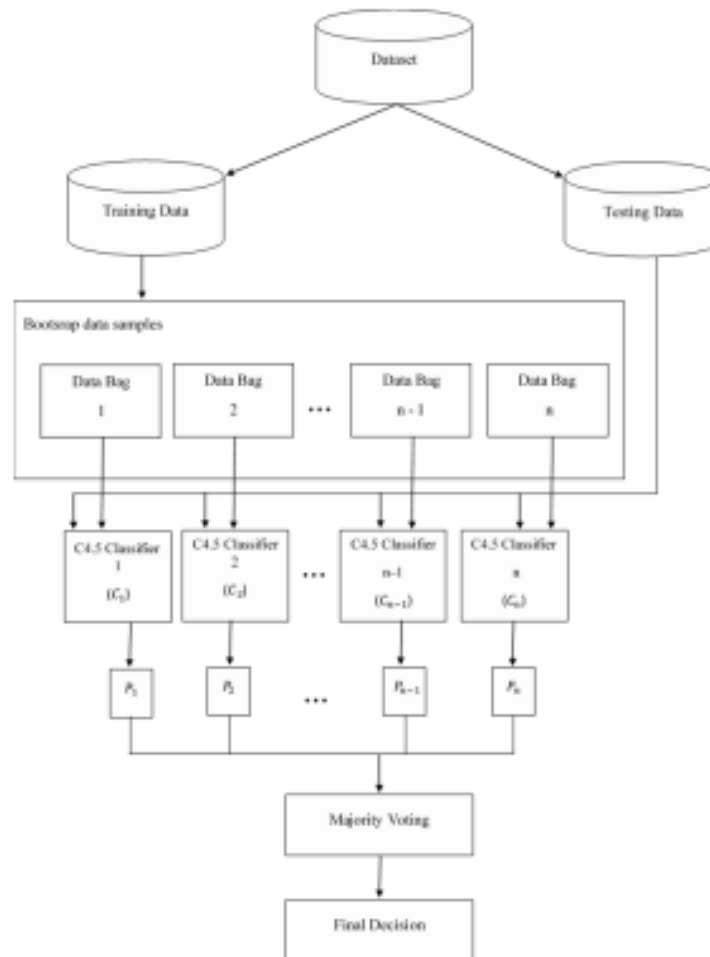 Dataset
Training Data
Testing Data
Bootsrap data samples
Data Bag
1
Data Bag
2
...
Data Bag
n - 1
Data Bag
n
C4.5 Classifier
1
(C₁)
C4.5 Classifier
2
(C₂)
...
C4.5 Classifier
n-1
(Cₙ₋₁)
C4.5 Classifier
n
(Cₙ)
P₁
P₂
...
Pₙ₋₁
Pₙ
Majority Voting
Final Decision